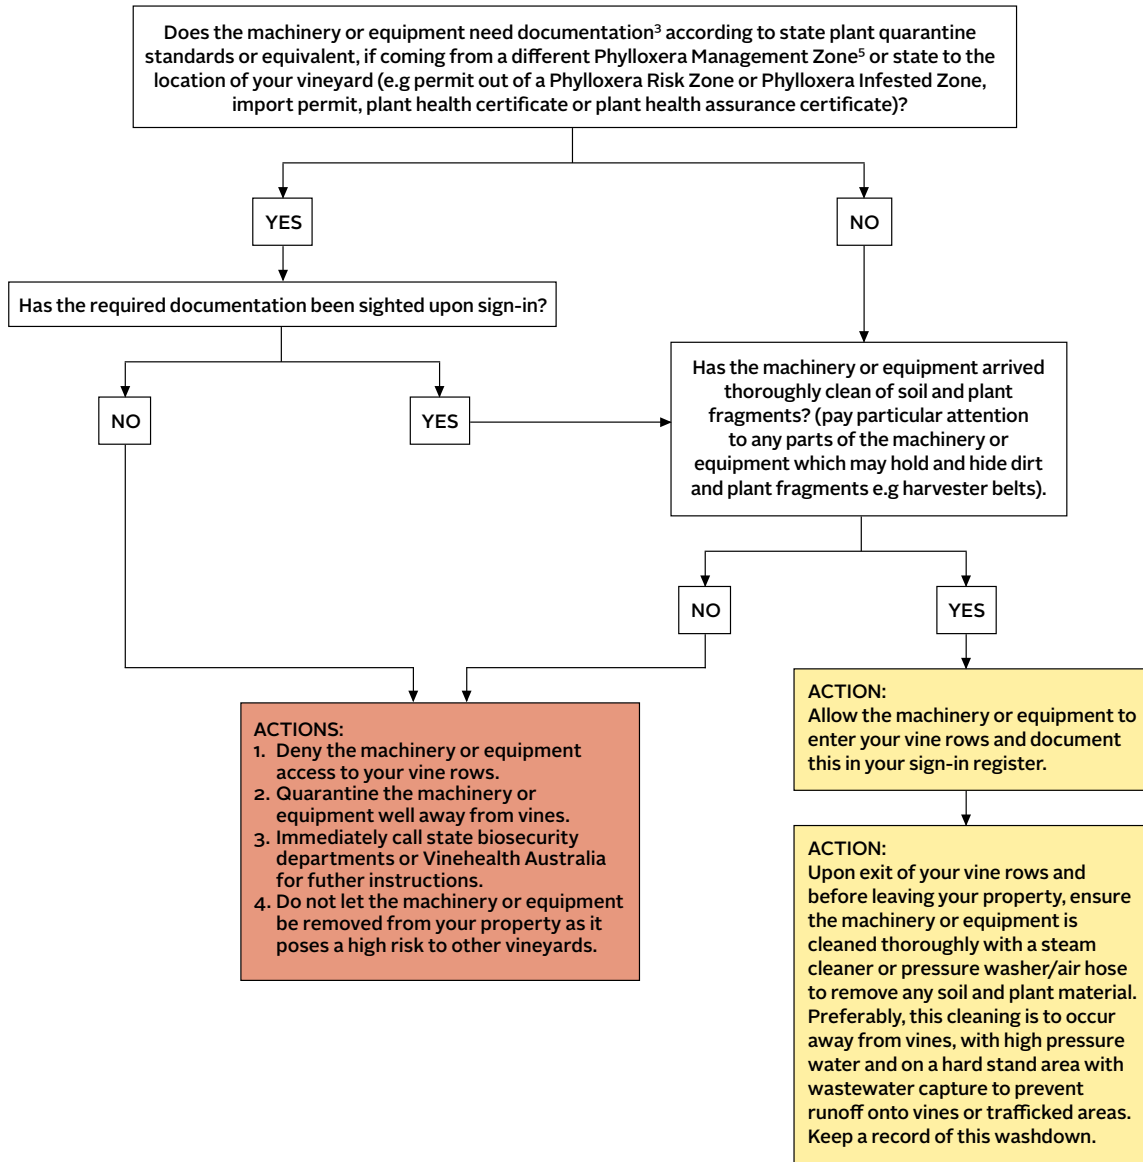 Does the machinery or equipment need documentation³ according to state plant quarantine
standards or equivalent, if coming from a different Phylloxera Management Zone⁵ or state to the
location of your vineyard (e.g permit out of a Phylloxera Risk Zone or Phylloxera Infested Zone,
import permit, plant health certificate or plant health assurance certificate)?
YES
NO
Has the required documentation been sighted upon sign-in?
NO
YES
Has the machinery or equipment arrived
thoroughly clean of soil and plant
fragments? (pay particular attention
to any parts of the machinery or
equipment which may hold and hide dirt
and plant fragments e.g harvester belts).
NO
YES
ACTIONS:
1. Deny the machinery or equipment
access to your vine rows.
2. Quarantine the machinery or
equipment well away from vines.
3. Immediately call state biosecurity
departments or Vinehealth Australia
for futher instructions.
4. Do not let the machinery or equipment
be removed from your property as it
poses a high risk to other vineyards.
ACTION:
Allow the machinery or equipment to
enter your vine rows and document
this in your sign-in register.
ACTION:
Upon exit of your vine rows and
before leaving your property, ensure
the machinery or equipment is
cleaned thoroughly with a steam
cleaner or pressure washer/air hose
to remove any soil and plant material.
Preferably, this cleaning is to occur
away from vines, with high pressure
water and on a hard stand area with
wastewater capture to prevent
runoff onto vines or trafficked areas.
Keep a record of this washdown.